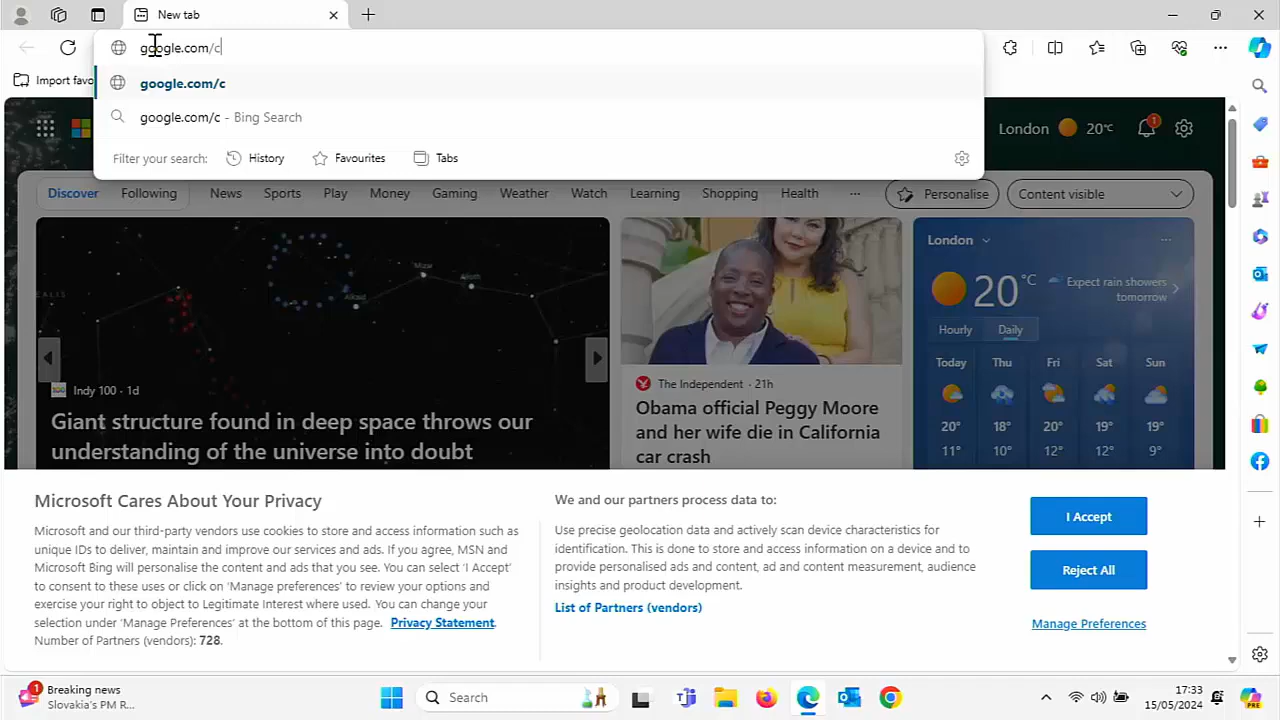 New tab
google.com/c
Import favo
google.com/c
google.com/c - Bing Search
Filter your search:
History
Favourites
Tabs
London
20°C
1
Discover
Following
News
Sports
Play
Money
Gaming
Weather
Watch
Learning
Shopping
Health
...
Personalise
Content visible
Mizar
Alioth
Alkaid
Indy 100 · 1d
Giant structure found in deep space throws our
understanding of the universe into doubt
The Independent · 21h
Obama official Peggy Moore
and her wife die in California
car crash
London
20 °C
Expect rain showers
tomorrow
Hourly
Daily
Today Thu Fri Sat Sun
20° 18° 20° 19° 19°
11° 10° 12° 12° 9°
Microsoft Cares About Your Privacy
Microsoft and our third-party vendors use cookies to store and access information such as
unique IDs to deliver, maintain and improve our services and ads. If you agree, MSN and
Microsoft Bing will personalise the content and ads that you see. You can select 'I Accept'
to consent to these uses or click on 'Manage preferences' to review your options and
exercise your right to object to Legitimate Interest where used. You can change your
selection under 'Manage Preferences' at the bottom of this page. Privacy Statement.
Number of Partners (vendors): 728.
We and our partners process data to:
Use precise geolocation data and actively scan device characteristics for
identification. This is done to store and access information on a device and to
provide personalised ads and content, ad and content measurement, audience
insights and product development.
List of Partners (vendors)
I Accept
Reject All
Manage Preferences
1
Breaking news
Slovakia's PM R...
Search
17:33
15/05/2024
PRE